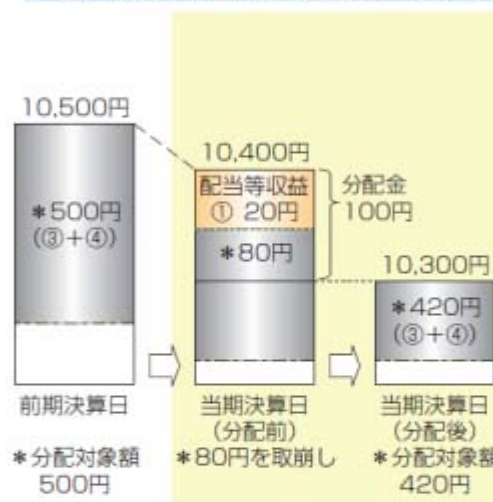 10,500円
*500円
(③+④)
前期決算日
*分配対象額
500円
10,400円
配当等収益
① 20円
*80円
分配金
100円
当期決算日
(分配前)
*80円を取崩し
10,300円
*420円
(③+④)
当期決算日
(分配後)
*分配対象額
420円